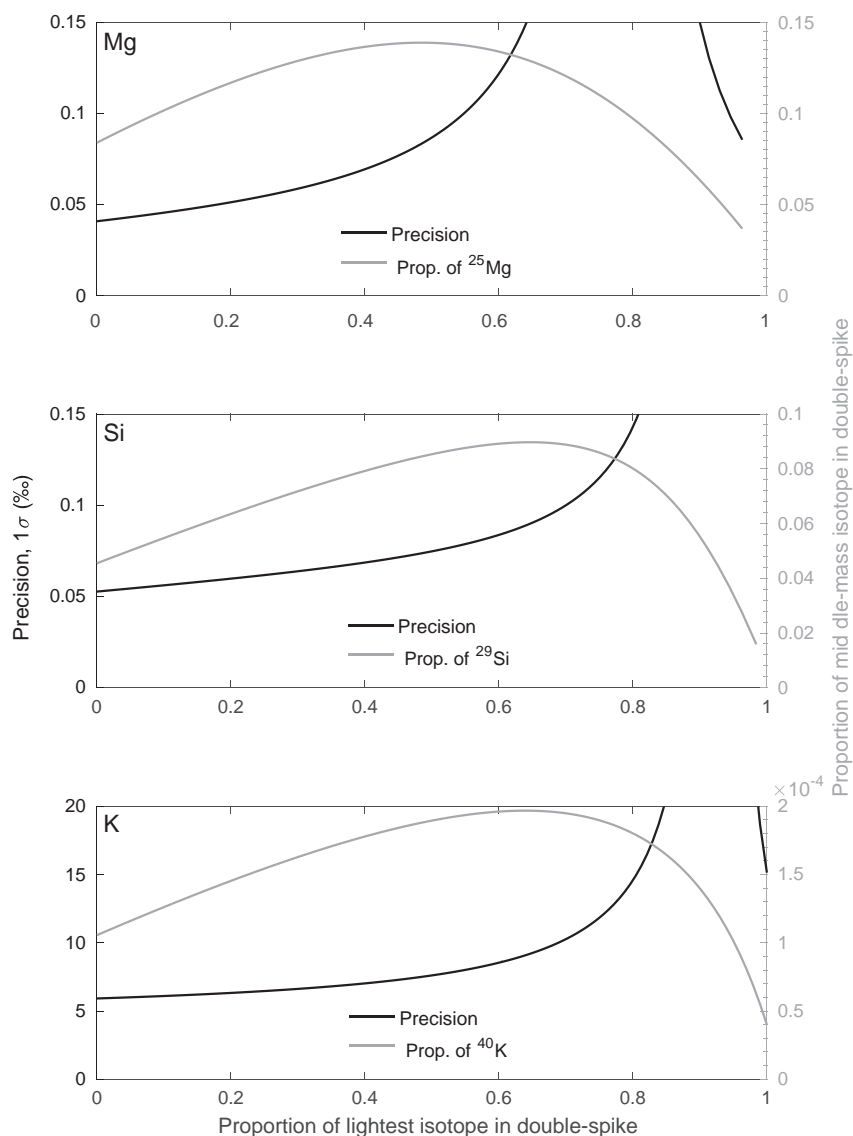 Mg
0.15
0.1
0.05
0
0.15
0.1
0.05
0
Precision
Prop. of ²⁵Mg
0 0.2 0.4 0.6 0.8 1
Si
0.15
0.1
0.05
0
0.1
0.08
0.06
0.04
0.02
0
Precision
Prop. of ²⁹Si
0 0.2 0.4 0.6 0.8 1
Precision, 1σ (‰)
Proportion of mid dle-mass isotope in double-spike
K
20
15
10
5
0
×10⁻⁴
2
1.5
1
0.5
0
Precision
Prop. of ⁴⁰K
0 0.2 0.4 0.6 0.8 1
Proportion of lightest isotope in double-spike